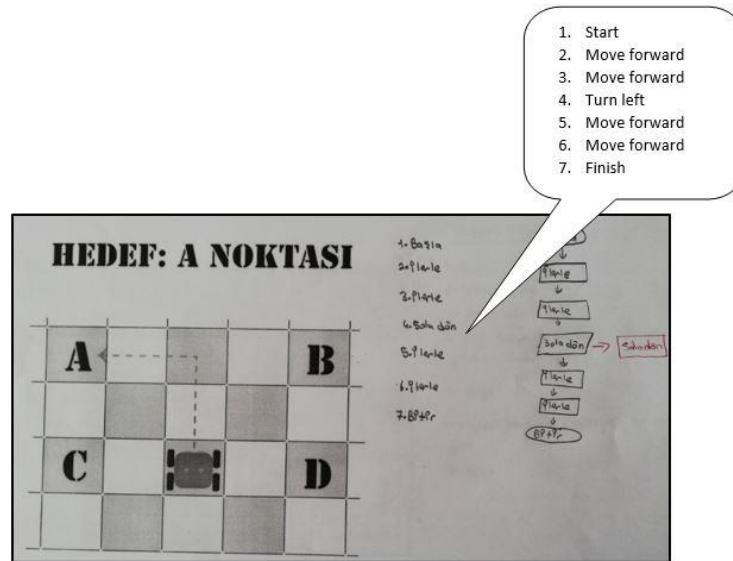 1. Start
2. Move forward
3. Move forward
4. Turn left
5. Move forward
6. Move forward
7. Finish
HEDEF: A NOKTASI
A
B
C
D
1. Başla
2. İlerle
3. İlerle
4. Sola dön
5. İlerle
6. İlerle
7. Bitir
İlerle
İlerle
Sola dön
Sola dön
İlerle
İlerle
Bitir